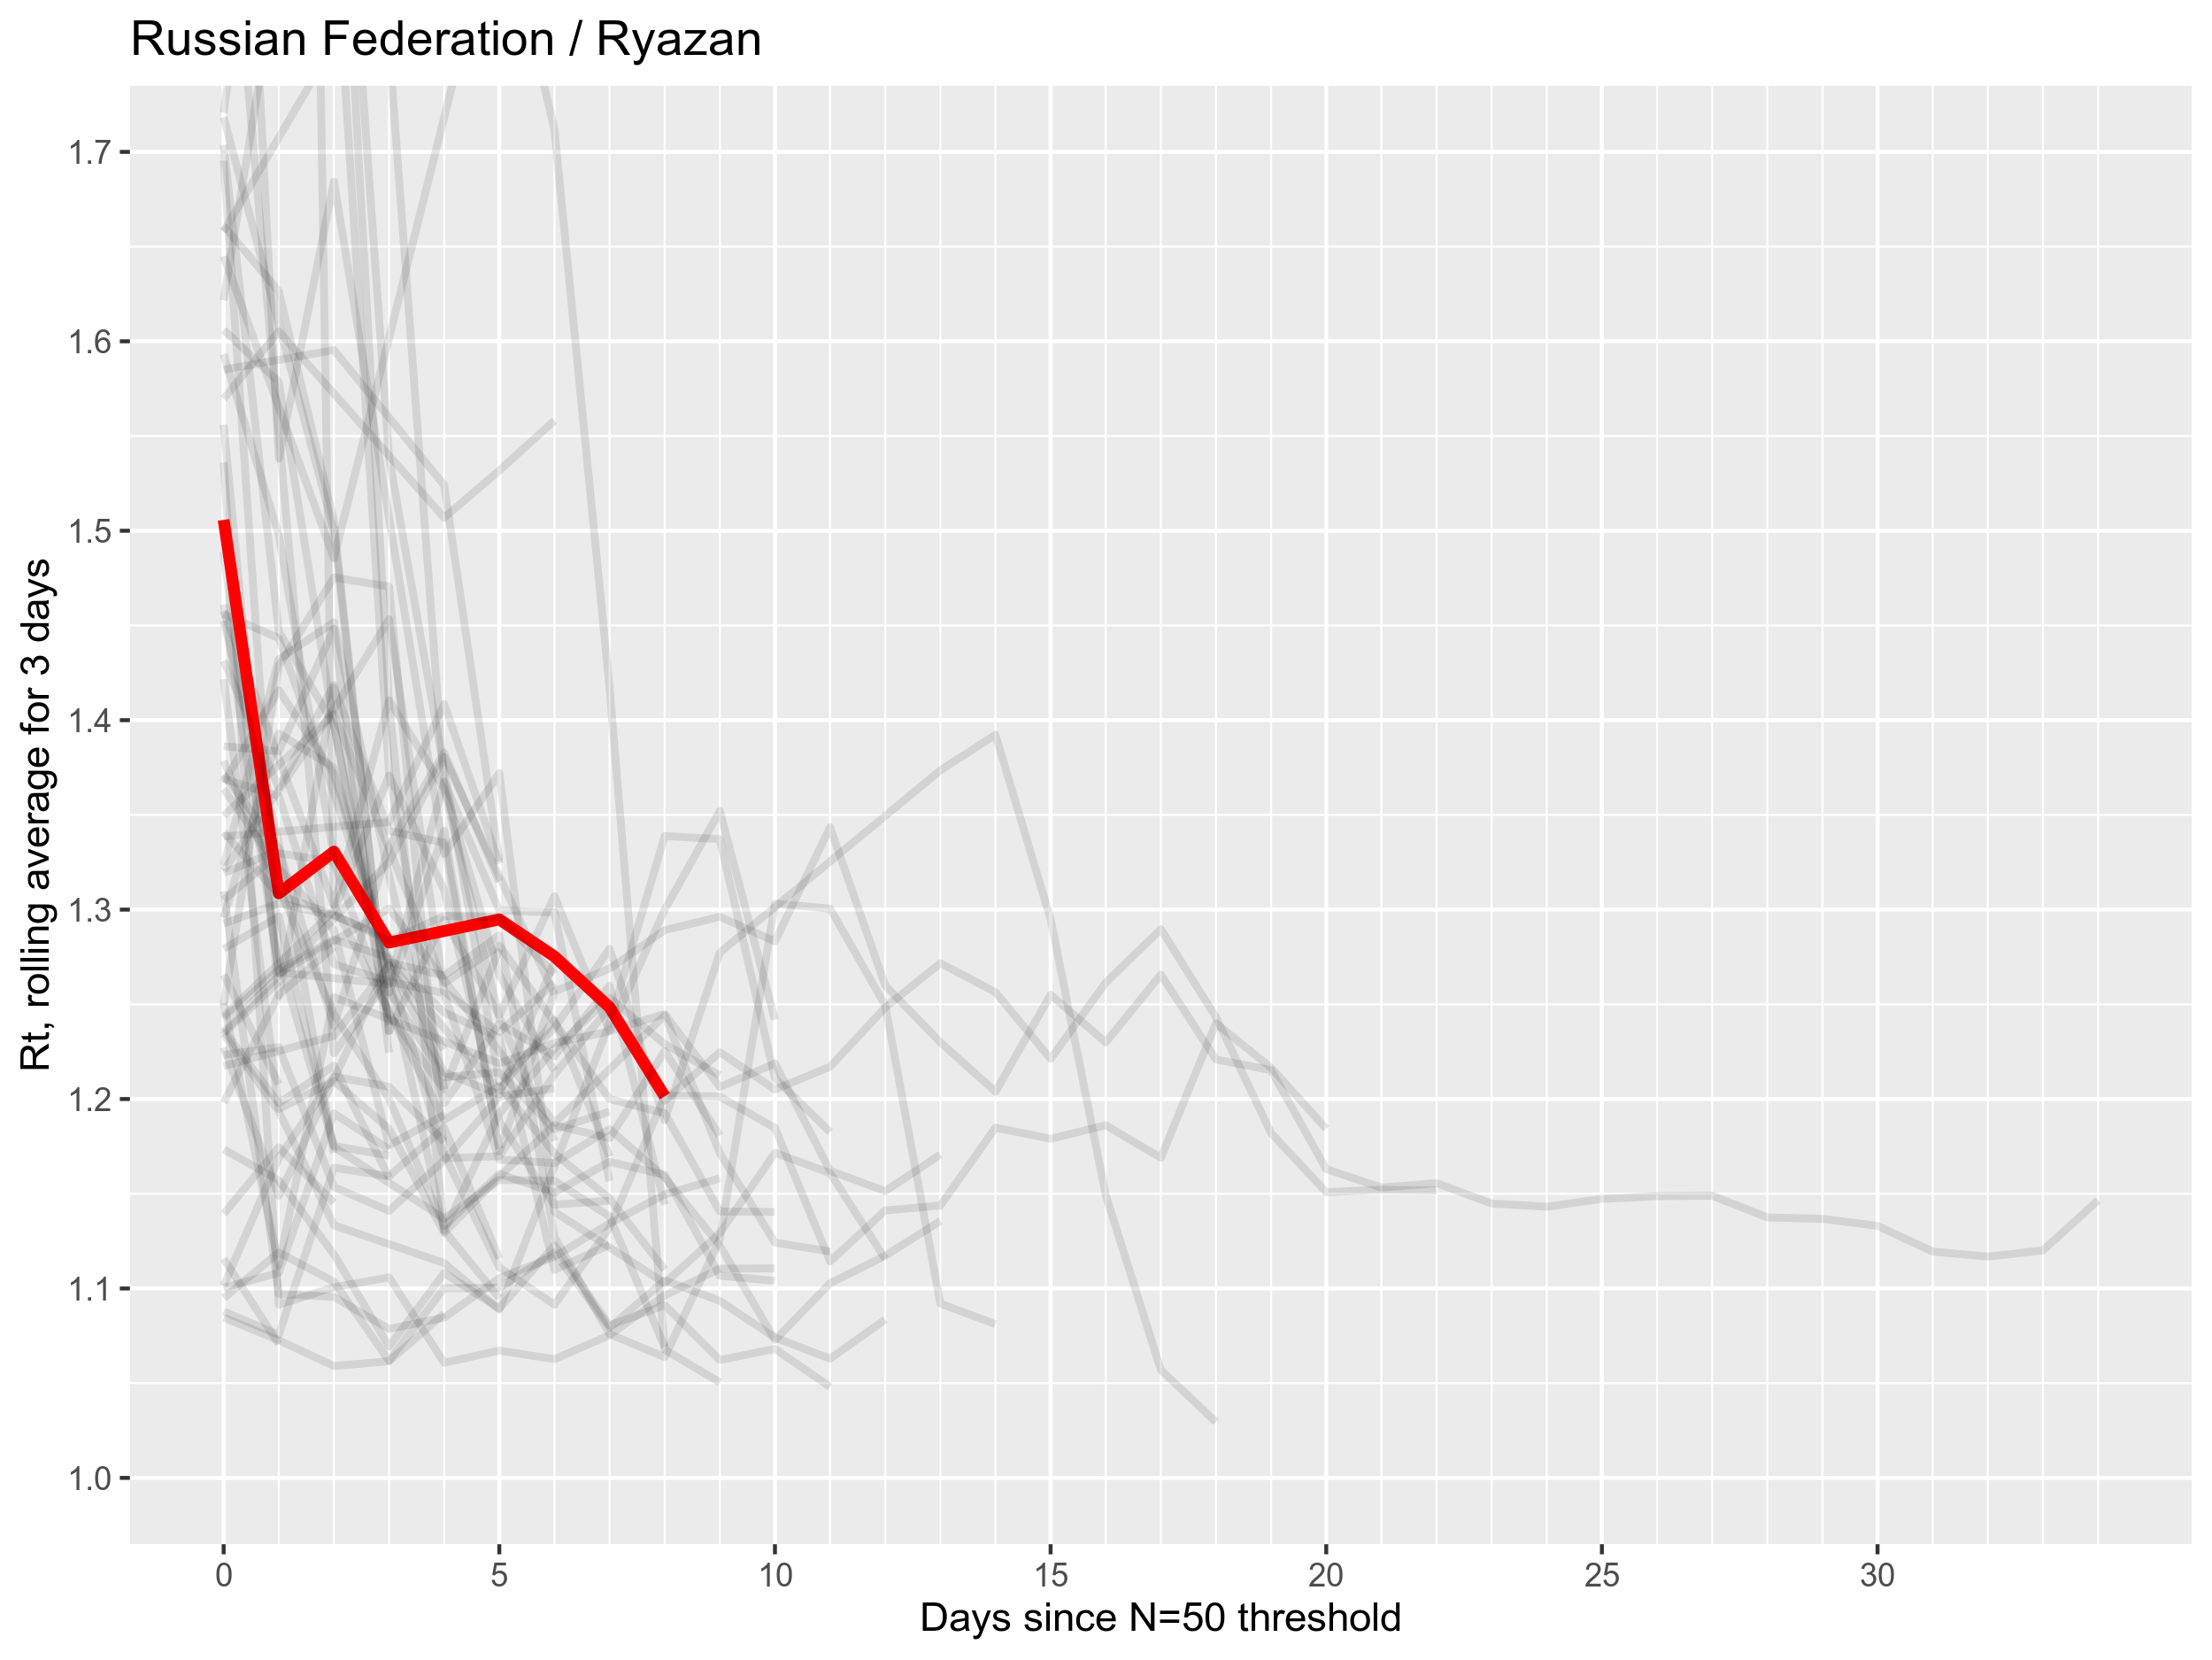 Russian Federation / Ryazan
Rt, rolling average for 3 days
1.7
1.6
1.5
1.4
1.3
1.2
1.1
1.0
0 5 10 15 20 25 30
Days since N=50 threshold